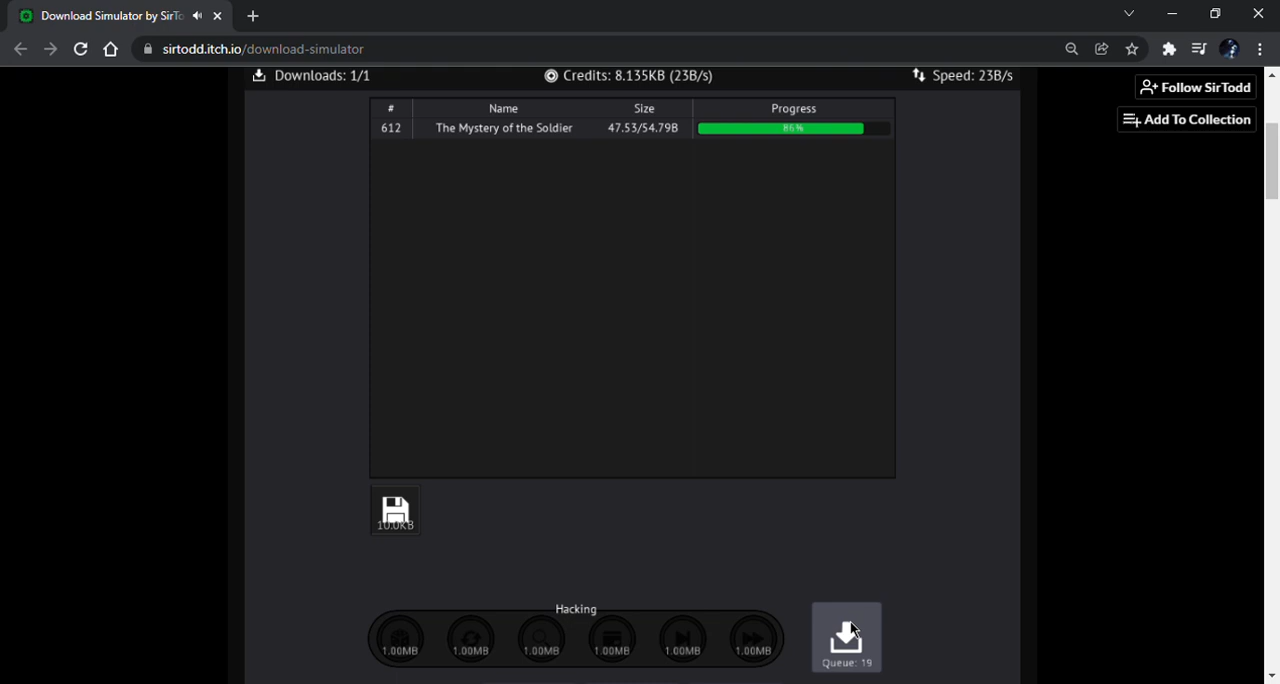 Download Simulator by SirTo
sirtodd.itch.io/download-simulator
Downloads: 1/1
Credits: 8.135KB (23B/s)
Speed: 23B/s
Follow SirTodd
Add To Collection
# Name Size Progress
612 The Mystery of the Soldier 47.53/54.79B 86%
10.0KB
Hacking
1.00MB 1.00MB 1.00MB 1.00MB 1.00MB 1.00MB
Queue: 19